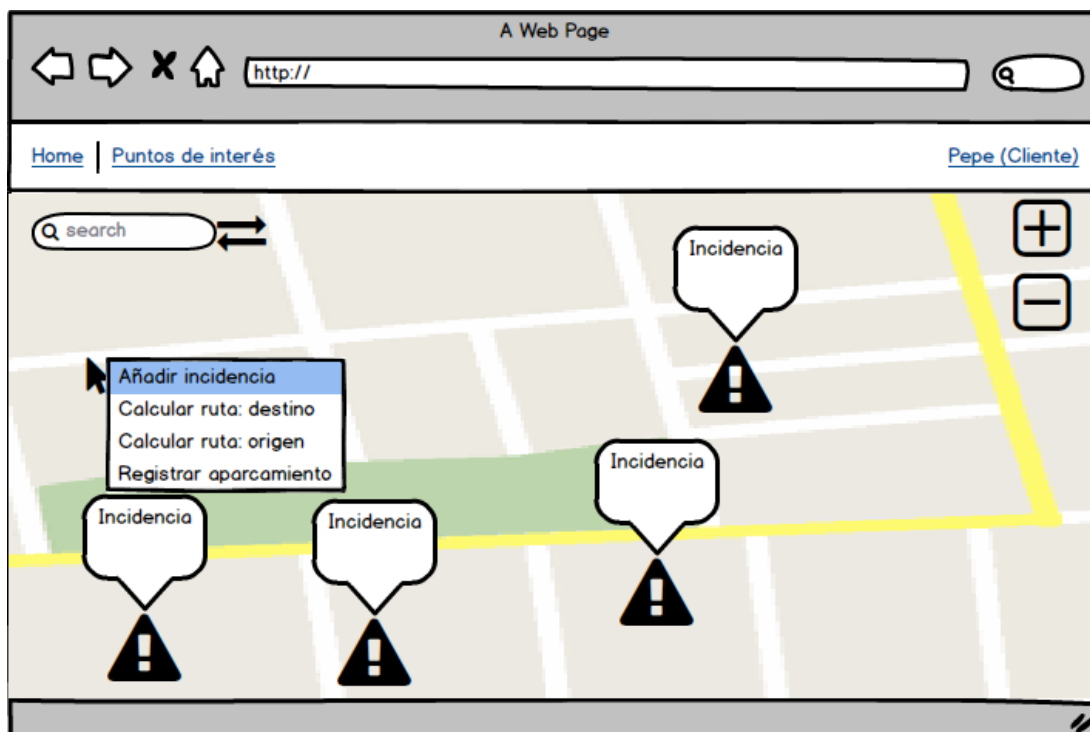 A Web Page
http://
Home | Puntos de interés
Pepe (Cliente)
search
Incidencia
Añadir incidencia
Calcular ruta: destino
Calcular ruta: origen
Registrar aparcamiento
Incidencia
Incidencia
Incidencia